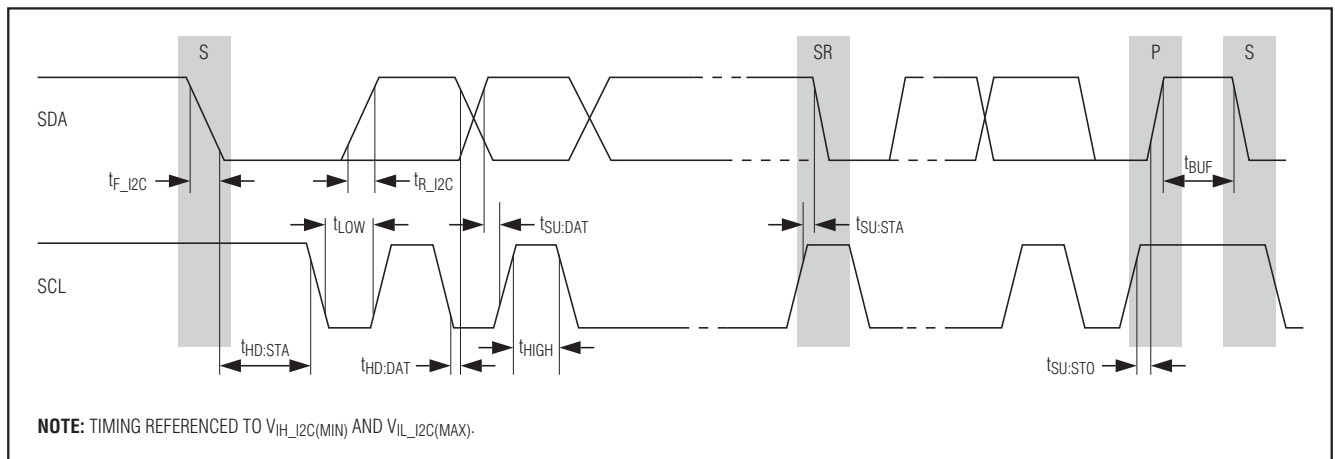 S SR P S
SDA
tBUF
tF_I2C tR_I2C
tLOW tSU:DAT tSU:STA
SCL
tHD:STA tHD:DAT tHIGH tSU:STO
NOTE: TIMING REFERENCED TO VIH_I2C(MIN) AND VIL_I2C(MAX).